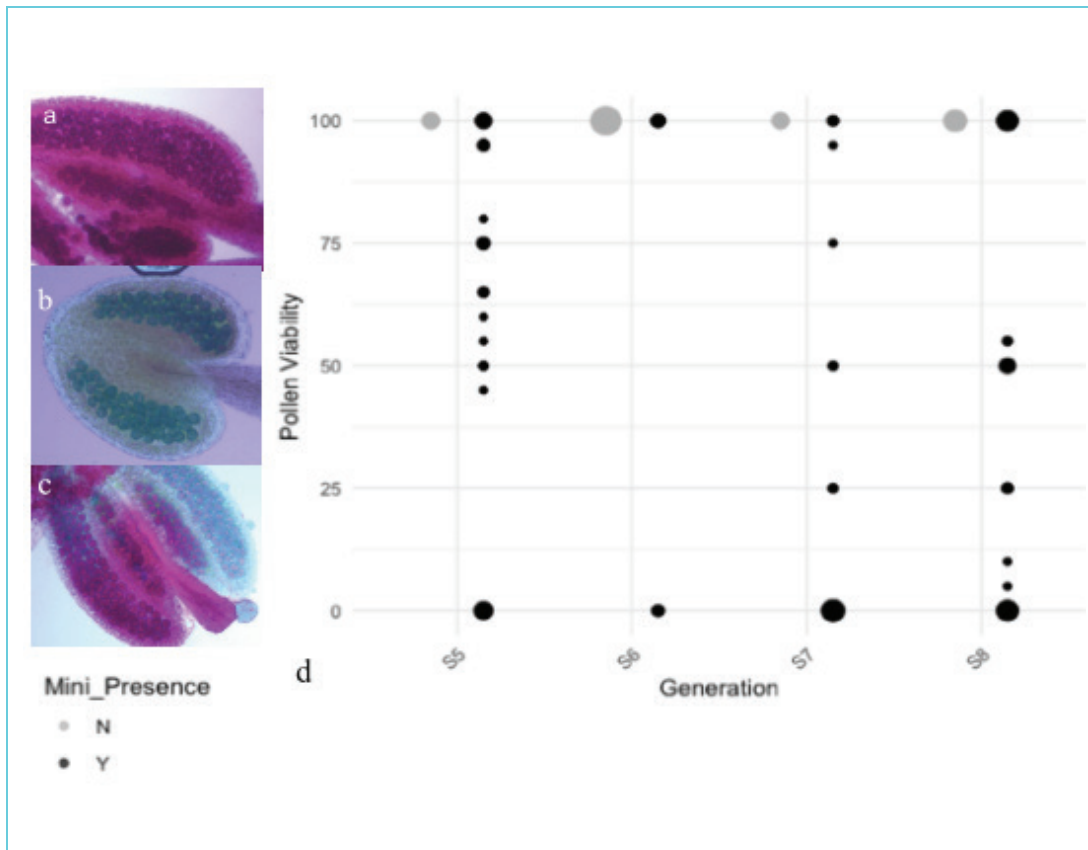 a
b
c
d
100
75
50
25
0
Pollen Viability
S5
S6
S7
S8
Generation
Mini_Presence
N
Y